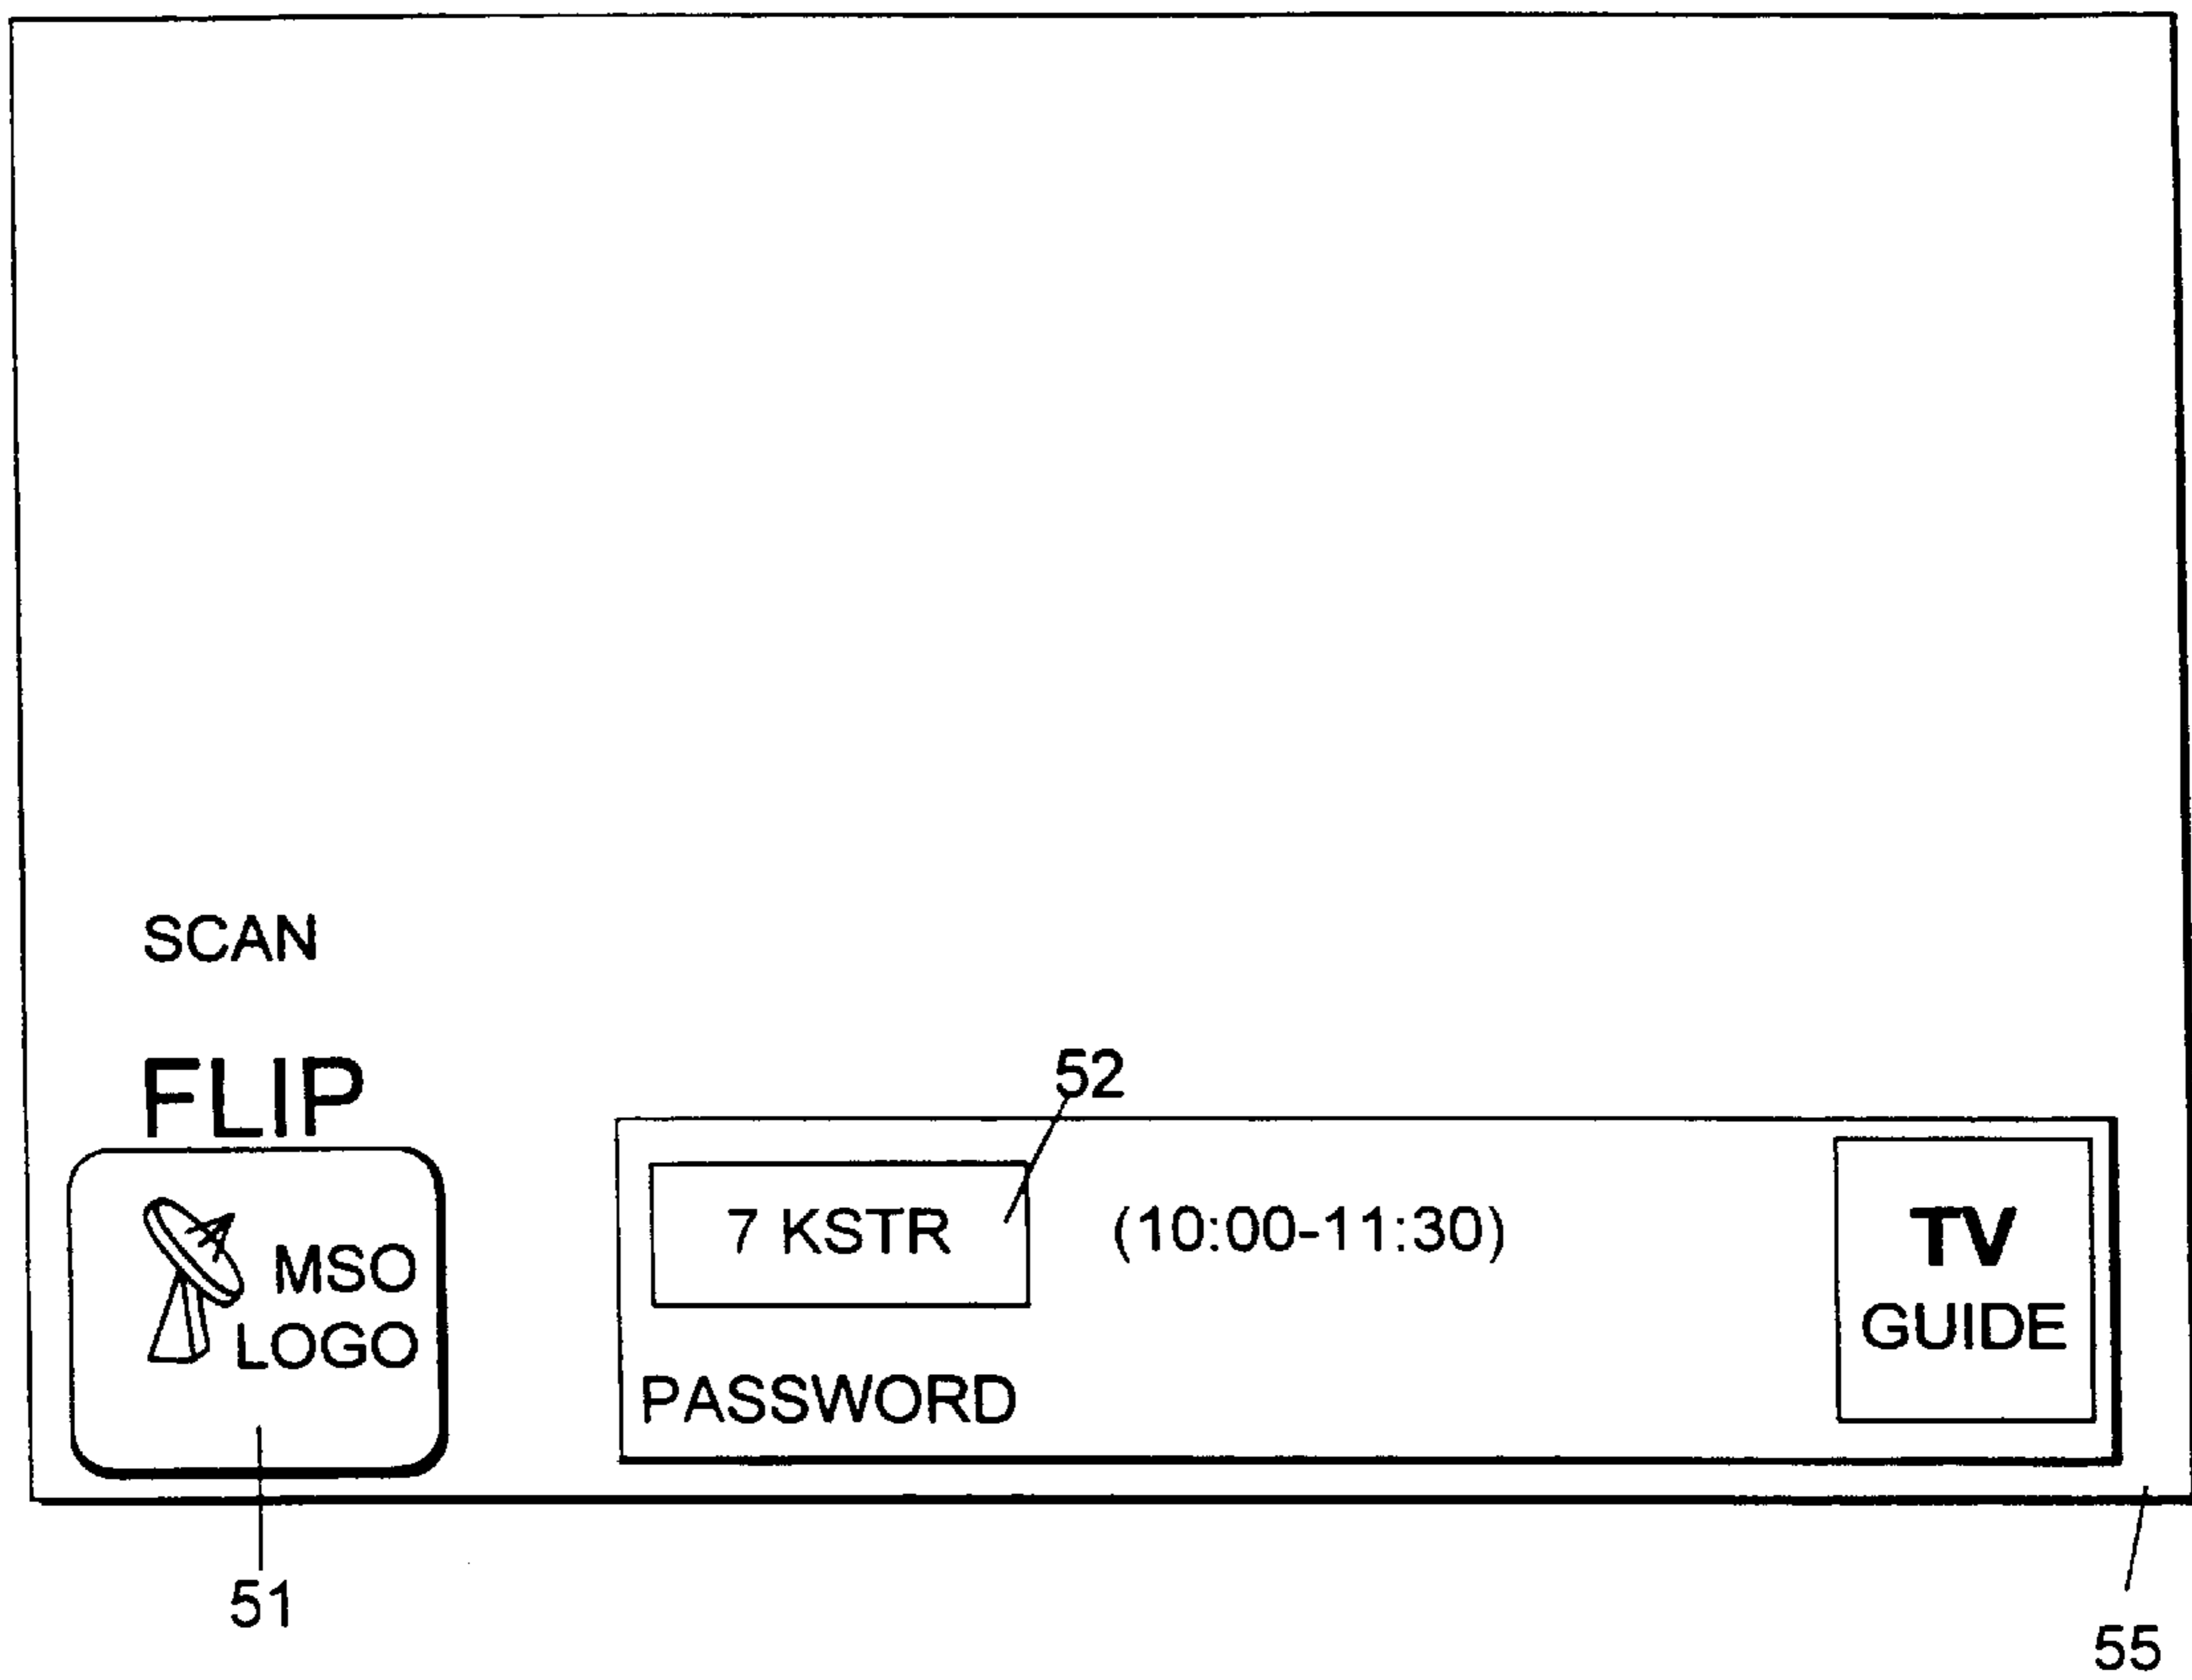 SCAN
FLIP
52
7 KSTR (10:00-11:30)
TV
GUIDE
MSO
LOGO
PASSWORD
51
55